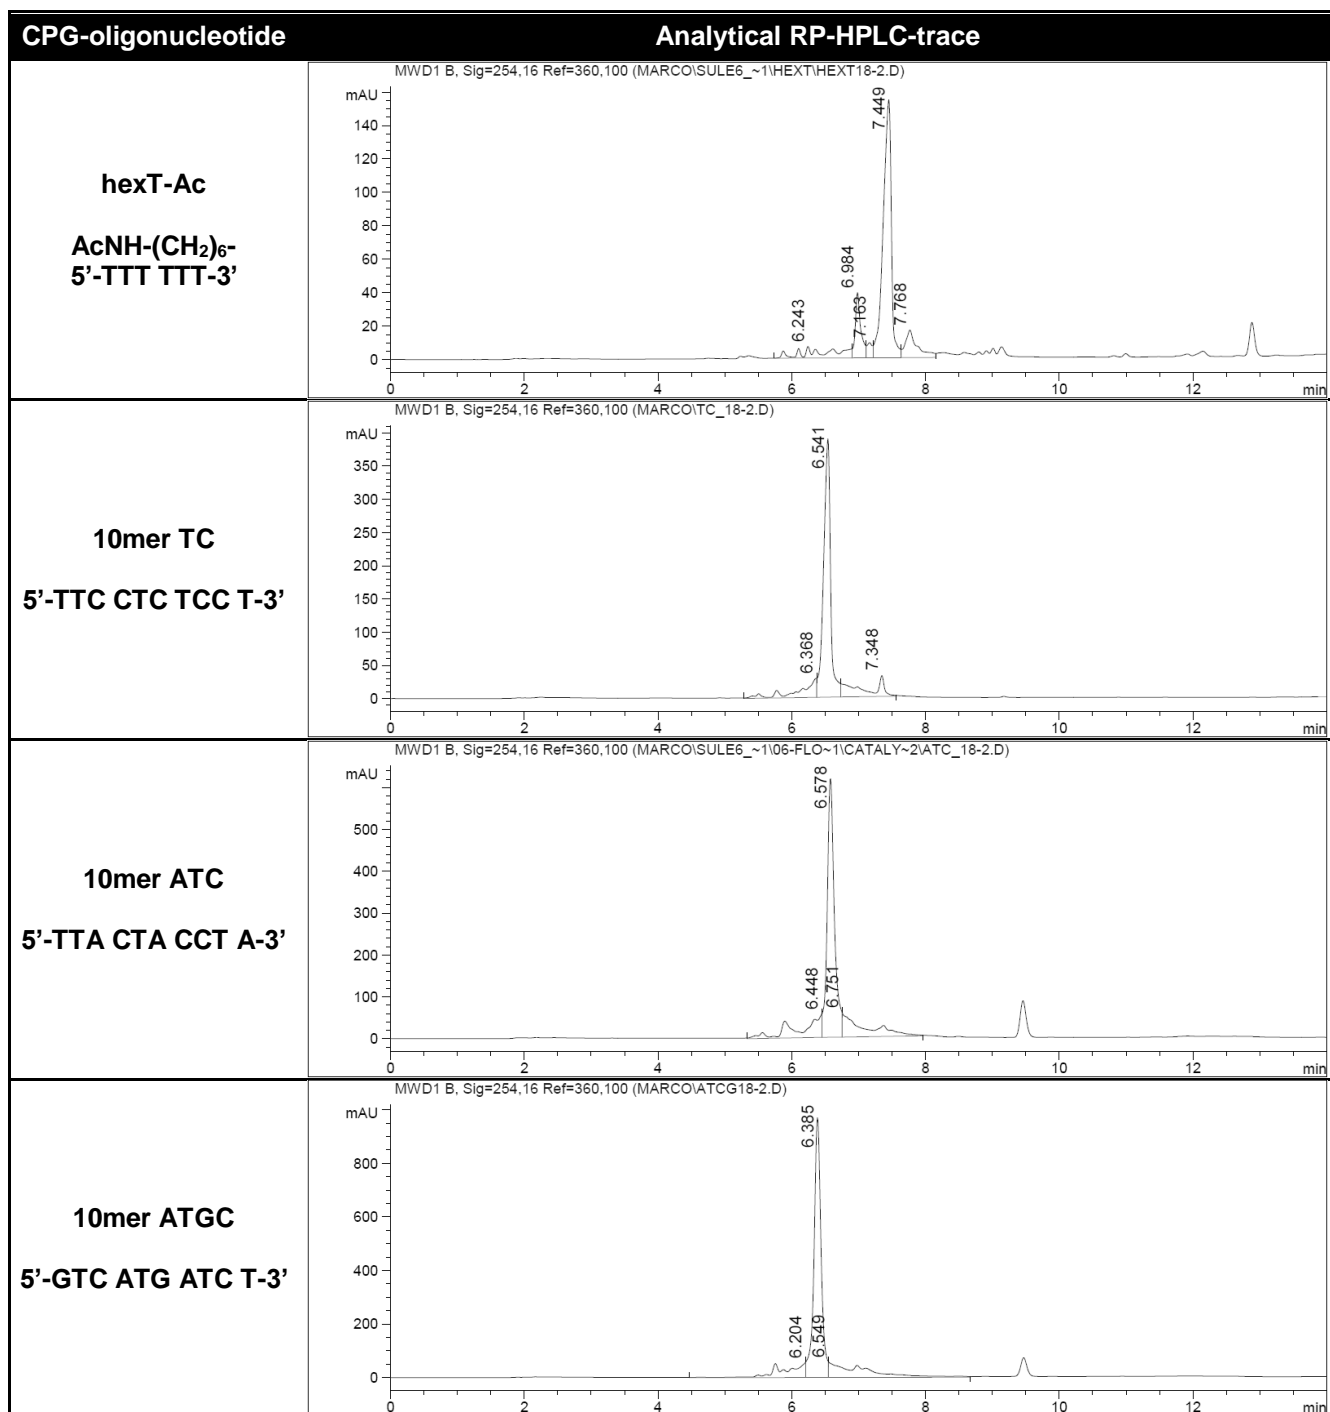 CPG-oligonucleotide
Analytical RP-HPLC-trace
hexT-Ac
AcNH-(CH₂)₆-
5’-TTT TTT-3’
MWD1 B, Sig=254,16 Ref=360,100 (MARCO\SULE6_~1\HEXT\HEXT18-2.D)
mAU
140
120
100
80
60
40
20
0
6.243
6.984
7.163
7.449
7.768
0 2 4 6 8 10 12 min
10mer TC
5’-TTC CTC TCC T-3’
MWD1 B, Sig=254,16 Ref=360,100 (MARCO\TC_18-2.D)
mAU
350
300
250
200
150
100
50
0
6.368
6.541
7.348
0 2 4 6 8 10 12 min
10mer ATC
5’-TTA CTA CCT A-3’
MWD1 B, Sig=254,16 Ref=360,100 (MARCO\SULE6_~1\06-FLO~1\CATALY~2\ATC_18-2.D)
mAU
500
400
300
200
100
0
6.448
6.578
6.751
0 2 4 6 8 10 12 min
10mer ATGC
5’-GTC ATG ATC T-3’
MWD1 B, Sig=254,16 Ref=360,100 (MARCO\ATCG18-2.D)
mAU
800
600
400
200
0
6.204
6.385
6.549
0 2 4 6 8 10 12 min